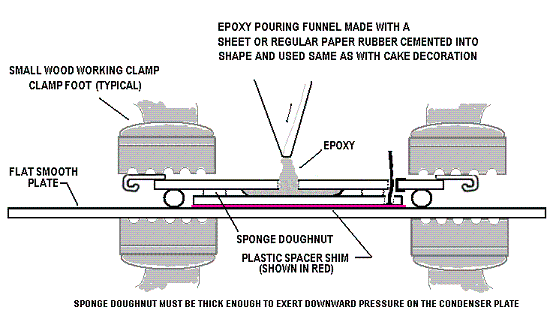 EPOXY POURING FUNNEL MADE WITH A
SHEET OR REGULAR PAPER RUBBER CEMENTED INTO
SHAPE AND USED SAME AS WITH CAKE DECORATION
SMALL WOOD WORKING CLAMP
CLAMP FOOT (TYPICAL)
EPOXY
FLAT SMOOTH
PLATE
SPONGE DOUGHNUT
PLASTIC SPACER SHIM
(SHOWN IN RED)
SPONGE DOUGHNUT MUST BE THICK ENOUGH TO EXERT DOWNWARD PRESSURE ON THE CONDENSER PLATE